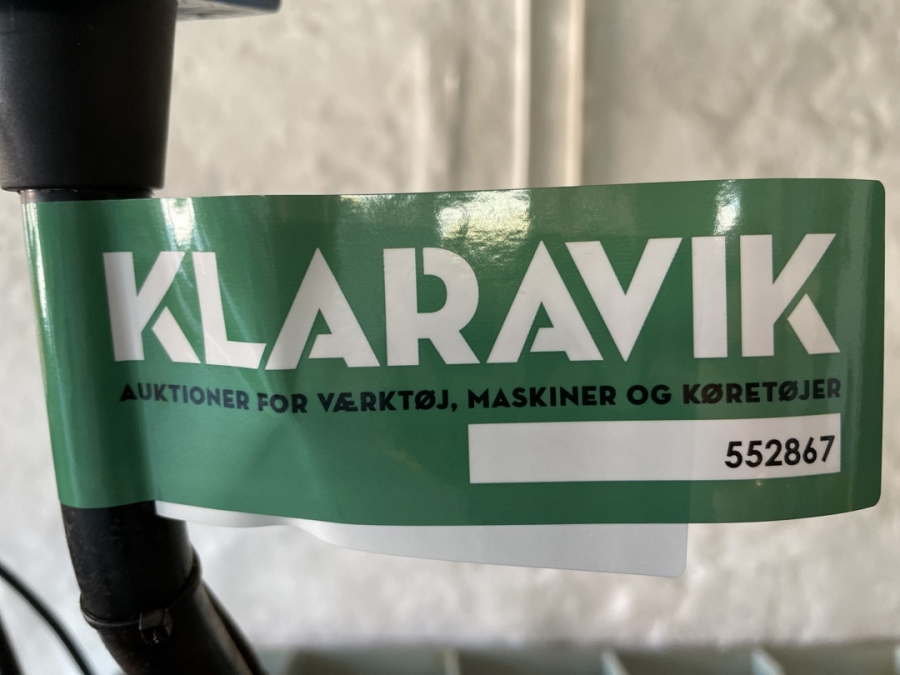 KLARAVIK
AUKTIONER FOR VÆRKTØJ, MASKINER OG KØRETØJER
552867